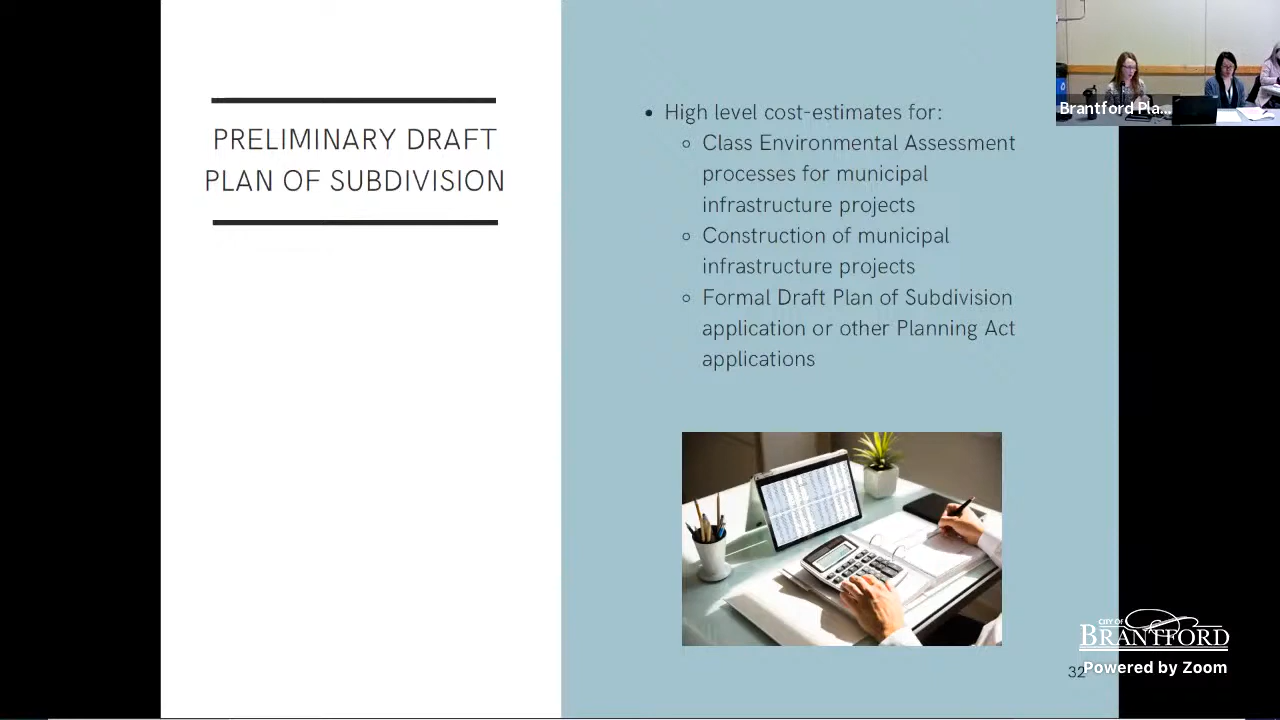 PRELIMINARY DRAFT
PLAN OF SUBDIVISION
• High level cost-estimates for:
◦ Class Environmental Assessment
processes for municipal
infrastructure projects
◦ Construction of municipal
infrastructure projects
◦ Formal Draft Plan of Subdivision
application or other Planning Act
applications
Brantford Pla...
CITY OF
BRANTFORD
32
Powered by Zoom